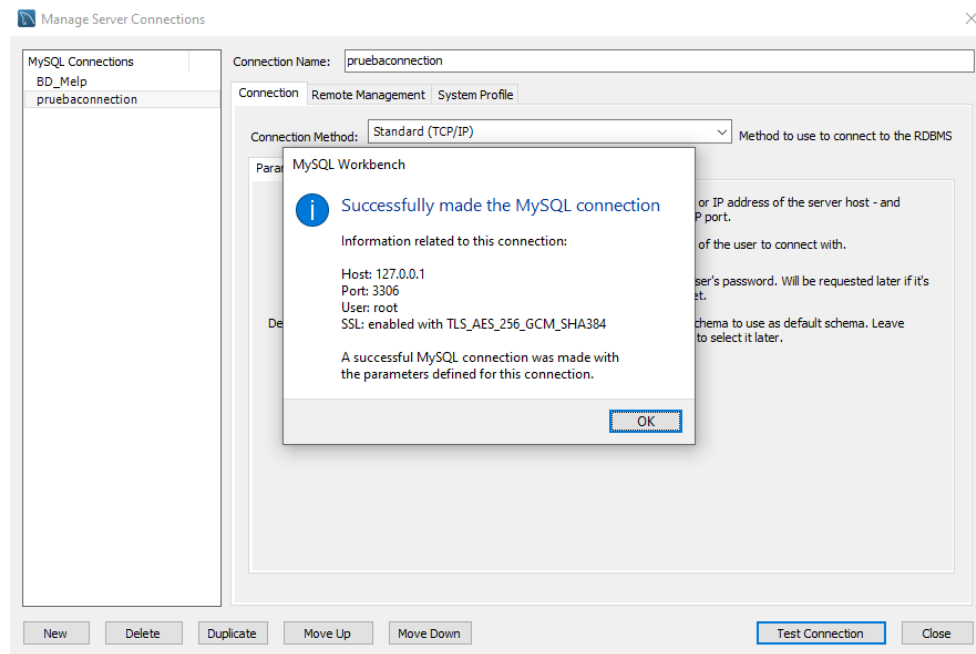 Manage Server Connections
MySQL Connections
BD_Melp
pruebaconnection
Connection Name: pruebaconnection
Connection Remote Management System Profile
Connection Method: Standard (TCP/IP) Method to use to connect to the RDBMS
MySQL Workbench
Successfully made the MySQL connection
Information related to this connection:
Host: 127.0.0.1
Port: 3306
User: root
SSL: enabled with TLS_AES_256_GCM_SHA384
A successful MySQL connection was made with
the parameters defined for this connection.
OK
or IP address of the server host - and
P port.
of the user to connect with.
ser's password. Will be requested later if it's
et.
chema to use as default schema. Leave
to select it later.
Para
De
New Delete Duplicate Move Up Move Down Test Connection Close